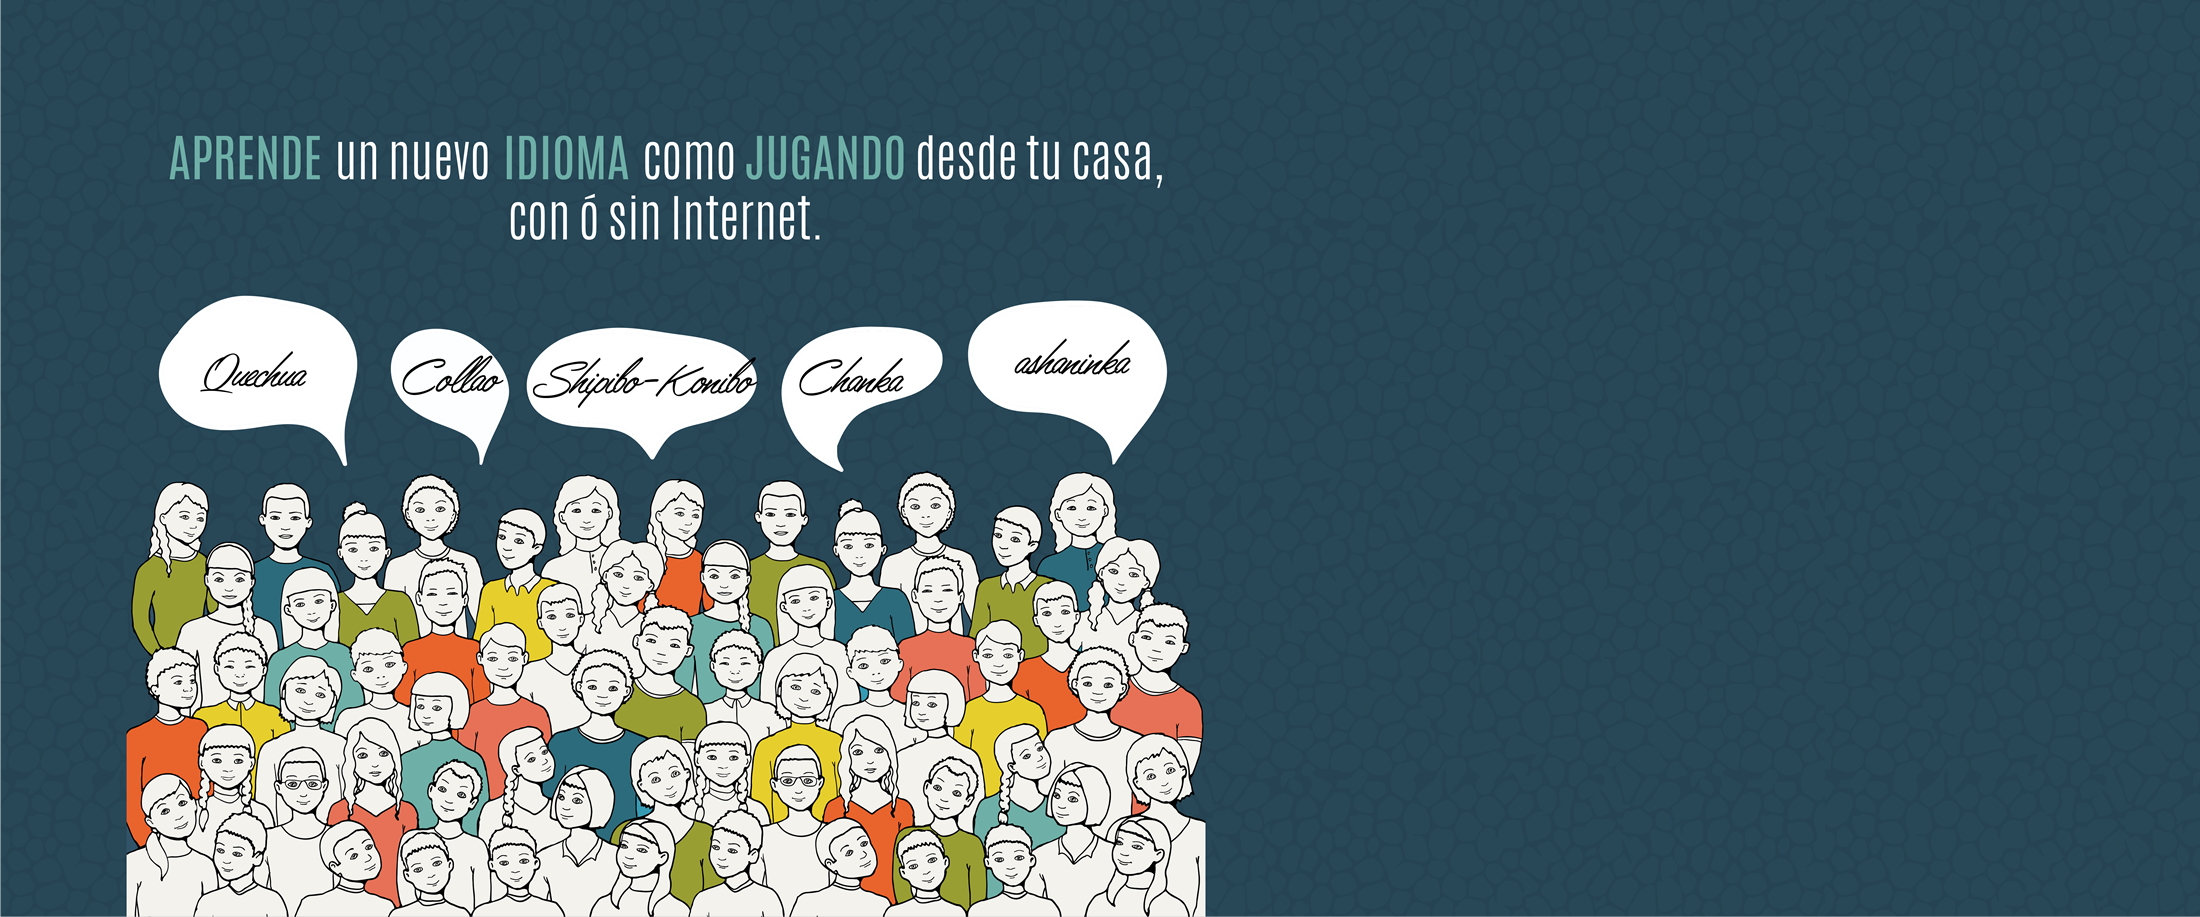 APRENDE un nuevo IDIOMA como JUGANDO desde tu casa,
con ó sin Internet.
Quechua
Collao
Shipibo-Konibo
Chanka
ashaninka